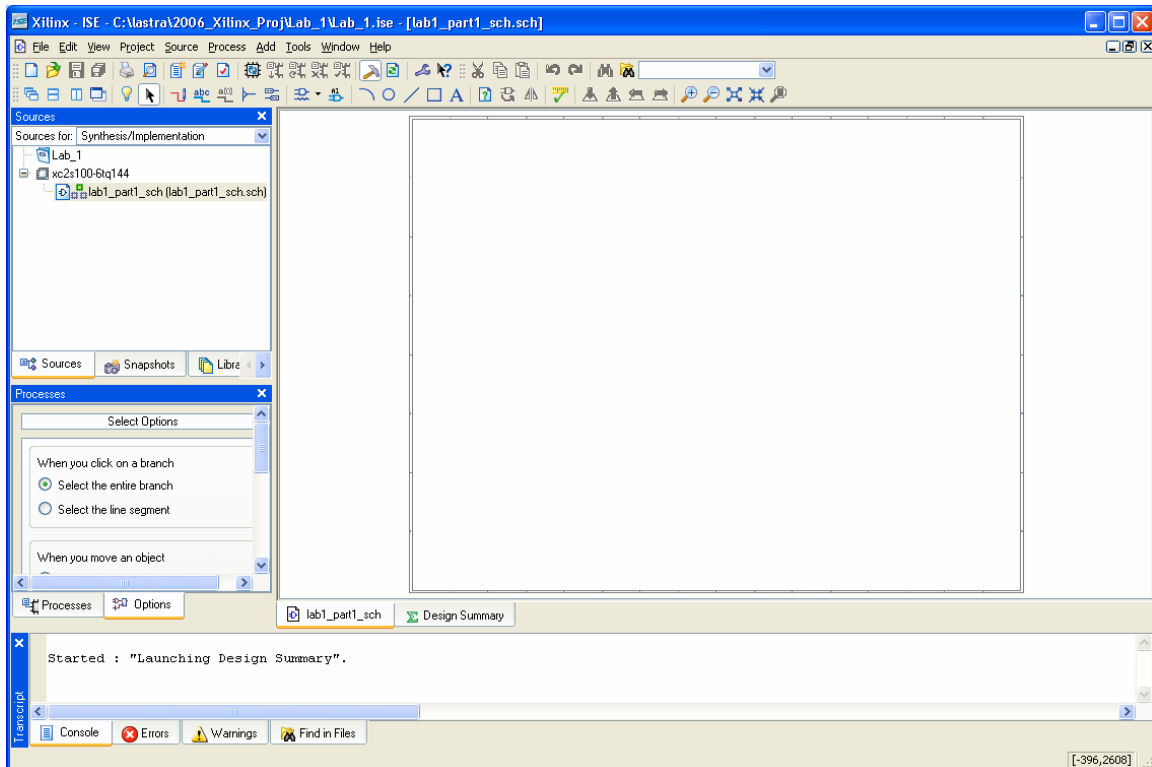 Xilinx - ISE - C:\lastra\2006_Xilinx_Proj\Lab_1\Lab_1.ise - [lab1_part1_sch.sch]
File Edit View Project Source Process Add Tools Window Help
Sources
Sources for: Synthesis/Implementation
Lab_1
xc2s100-6tq144
lab1_part1_sch (lab1_part1_sch.sch)
Sources Snapshots Libra
Processes
Select Options
When you click on a branch
Select the entire branch
Select the line segment
When you move an object
Processes Options
lab1_part1_sch Design Summary
Started : "Launching Design Summary".
Transcript
Console Errors Warnings Find in Files
[-396,2608]